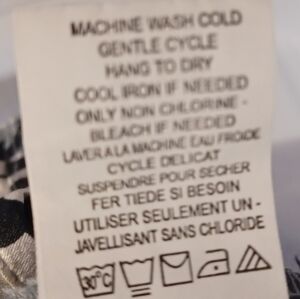 MACHINE WASH COLD
GENTLE CYCLE
HANG TO DRY
COOL IRON IF NEEDED
ONLY NON CHLORINE -
BLEACH IF NEEDED
LAVER A LA MACHINE EAU FROIDE
CYCLE DELICAT
SUSPENDRE POUR SECHER
FER TIEDE SI BESOIN
UTILISER SEULEMENT UN -
JAVELLISANT SANS CHLORIDE
30°C